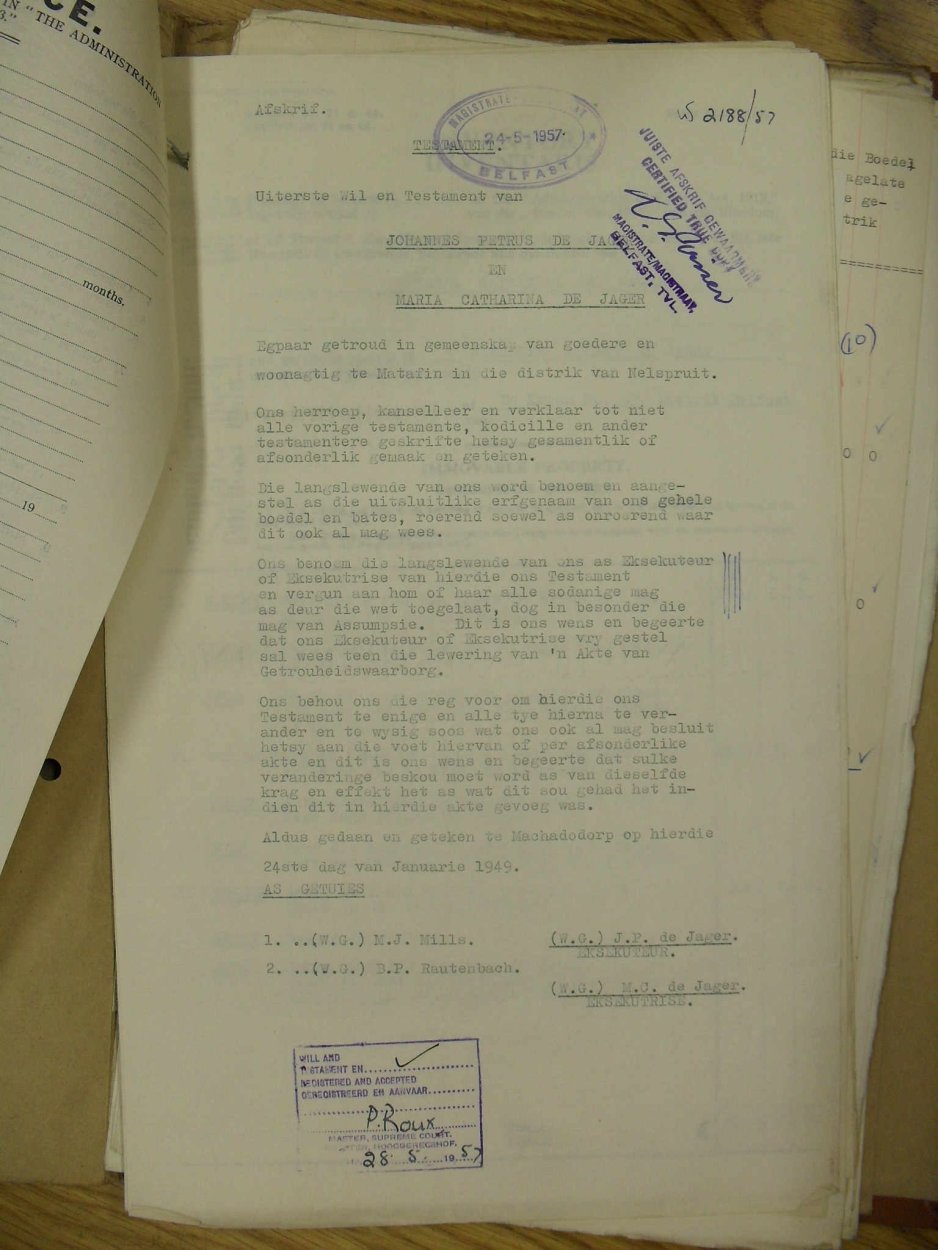 CE.
IN "THE ADMINISTRATION
3."
months.
19
Afskrif.
24-5-1957
BELFAST
W 2188/57
TESTAMENT.
JUISTE AFSKRIF GEWAARMERK
CERTIFIED TRUE COPY
MAGISTRATE/MAGISTRAAT,
BELFAST, TVL.
Uiterste Wil en Testament van
JOHANNES PETRUS DE JAG
EN
MARIA CATHARINA DE JAGER
Egpaar getroud in gemeenskap van goedere en
woonagtig te Matafin in die distrik van Nelspruit.
Ons herroep, kanselleer en verklaar tot niet
alle vorige testamente, kodicille en ander
testamentere geskrifte hetsy gesamentlik of
afsonderlik gemaak en geteken.
Die langslewende van ons word benoem en aange-
stel as die uitsluitlike erfgenaam van ons gehele
boedel en bates, roerend soewel as onroerend waar
dit ook al mag wees.
Ons benoem die langslewende van ons as Eksekuteur
of Eksekutrise van hierdie ons Testament
en vergun aan hom of haar alle sodanige mag
as deur die wet toegelaat, dog in besonder die
mag van Assumpsie. Dit is ons wens en begeerte
dat ons Eksekuteur of Eksekutrise vry gestel
sal wees teen die lewering van 'n Akte van
Getrouheidswaarborg.
Ons behou ons die reg voor om hierdie ons
Testament te enige en alle tye hierna te ver-
ander en te wysig soos wat ons ook al mag besluit
hetsy aan die voet hiervan of per afsonderlike
akte en dit is ons wens en begeerte dat sulke
veranderinge beskou moet word as van dieselfde
krag en effekt het as wat dit sou gehad het in-
dien dit in hierdie akte gevoeg was.
Aldus gedaan en geteken te Machadodorp op hierdie
24ste dag van Januarie 1949.
AS GETUIES
1. ..(W.G.) M.J. Mills.
(W.G.) J.P. de Jager.
EKSEKUTEUR.
2. ..(W.G.) B.P. Rautenbach.
(W.G.) M.C. de Jager.
EKSEKUTRISE.
WILL AND
TESTAMENT EN
REGISTERED AND ACCEPTED
GEREGISTREERD EN AANVAAR
P. Roux
MASTER, SUPREME COURT.
HOOGGEREGSHOF.
28 5 1957
die Boedel
agelate
e ge-
trik
(10)
0 0
0